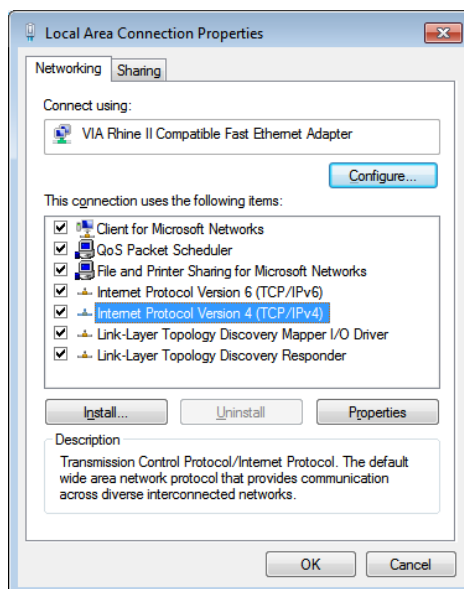 Local Area Connection Properties
Networking
Sharing
Connect using:
VIA Rhine II Compatible Fast Ethernet Adapter
Configure...
This connection uses the following items:
Client for Microsoft Networks
QoS Packet Scheduler
File and Printer Sharing for Microsoft Networks
Internet Protocol Version 6 (TCP/IPv6)
Internet Protocol Version 4 (TCP/IPv4)
Link-Layer Topology Discovery Mapper I/O Driver
Link-Layer Topology Discovery Responder
Install...
Uninstall
Properties
Description
Transmission Control Protocol/Internet Protocol. The default
wide area network protocol that provides communication
across diverse interconnected networks.
OK
Cancel